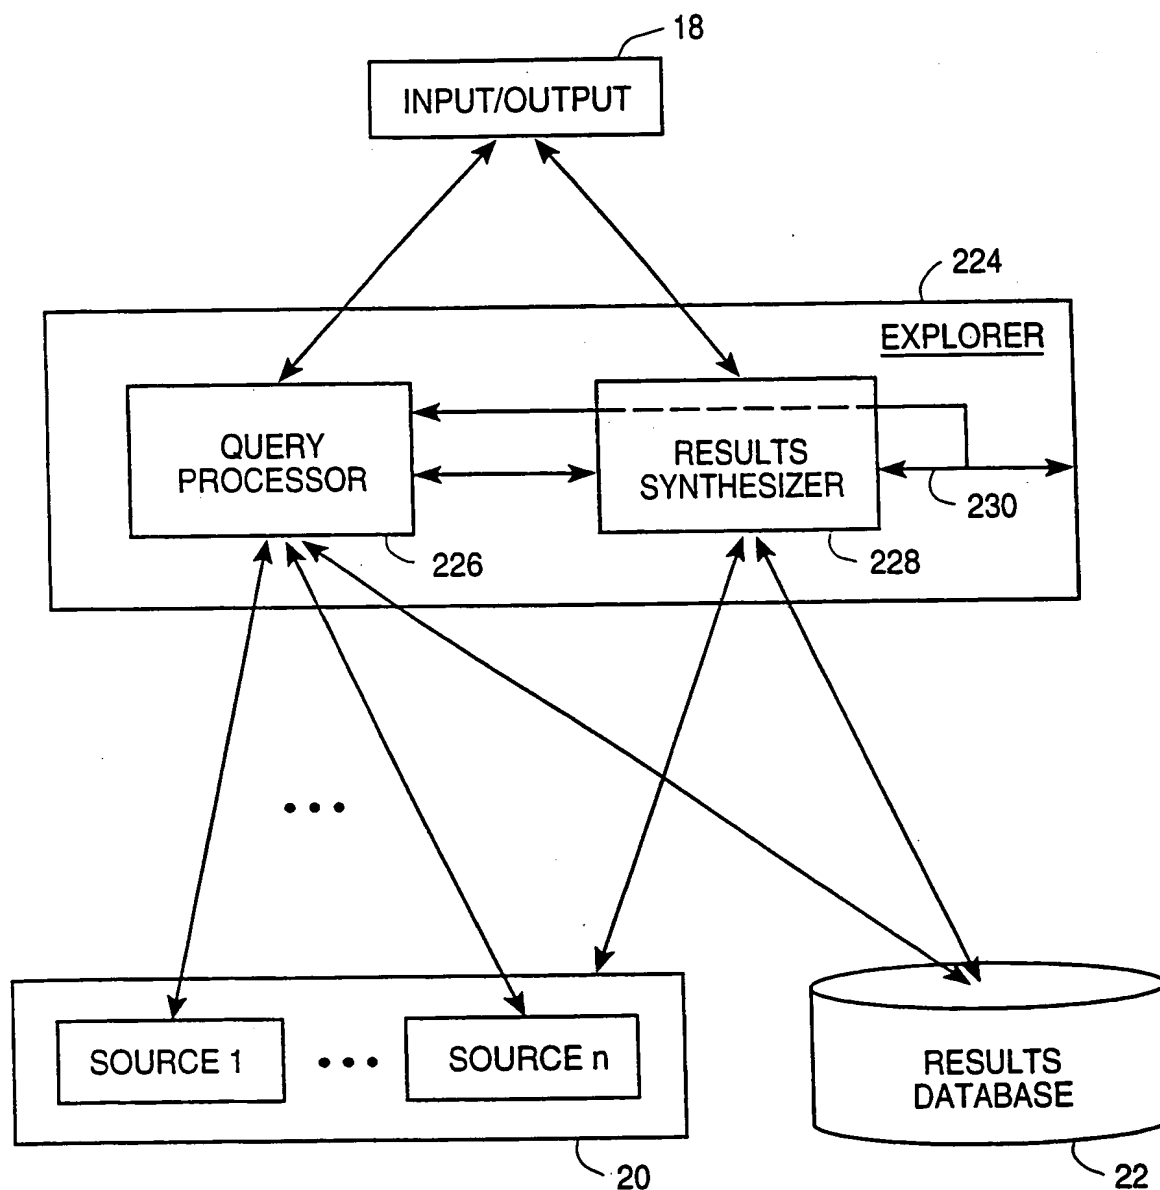 18
INPUT/OUTPUT
224
EXPLORER
QUERY
PROCESSOR
RESULTS
SYNTHESIZER
230
226
228
SOURCE 1
SOURCE n
RESULTS
DATABASE
20
22